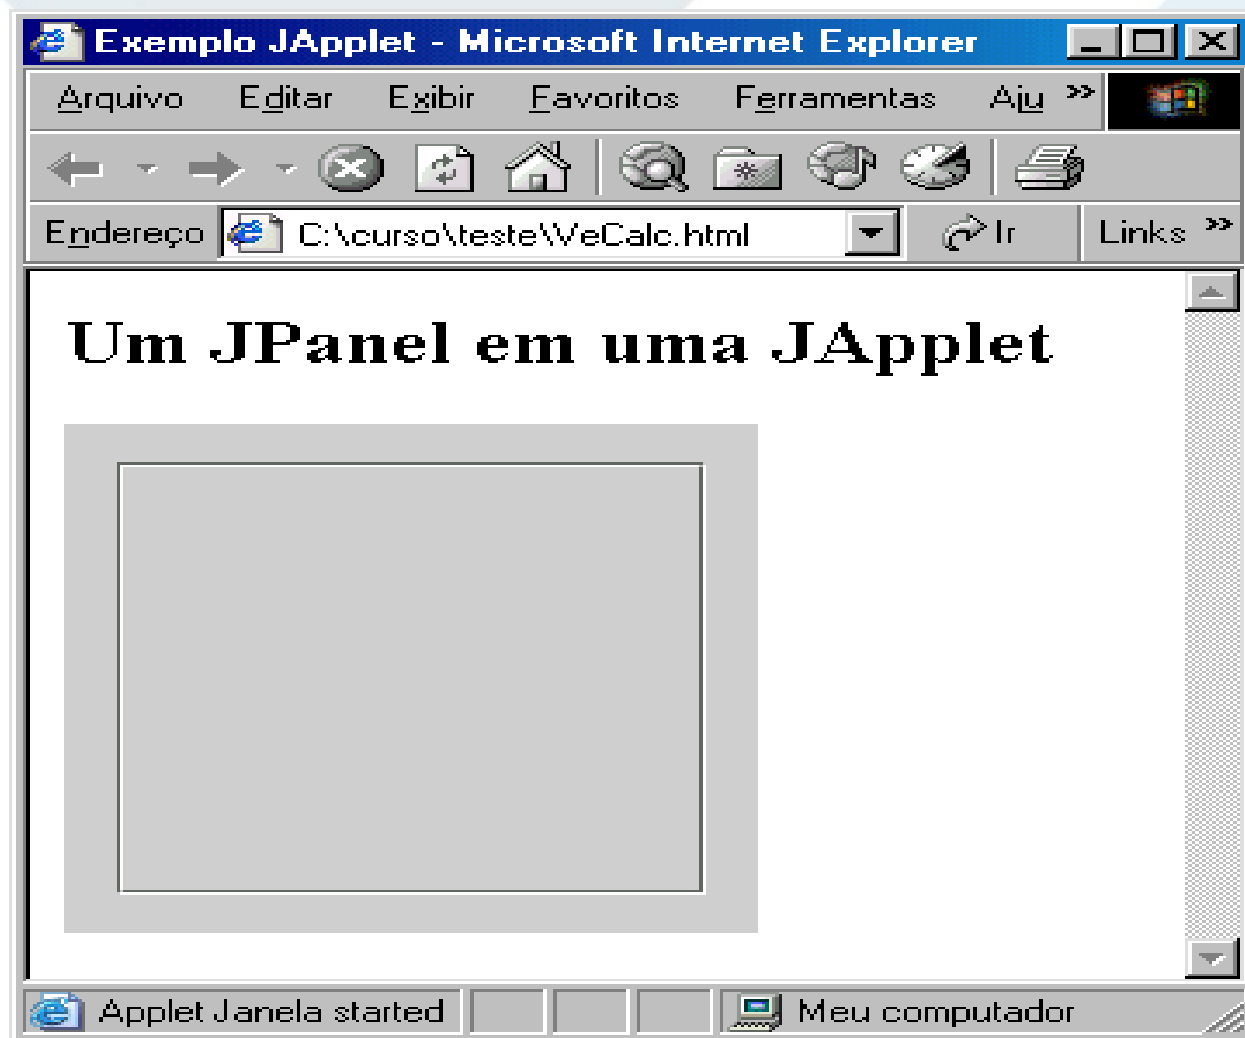 Exemplo JApplet - Microsoft Internet Explorer
Arquivo Editar Exibir Favoritos Ferramentas Aju »
Endereço C:\curso\teste\VeCalc.html Ir Links »
Um JPanel em uma JApplet
Applet Janela started Meu computador